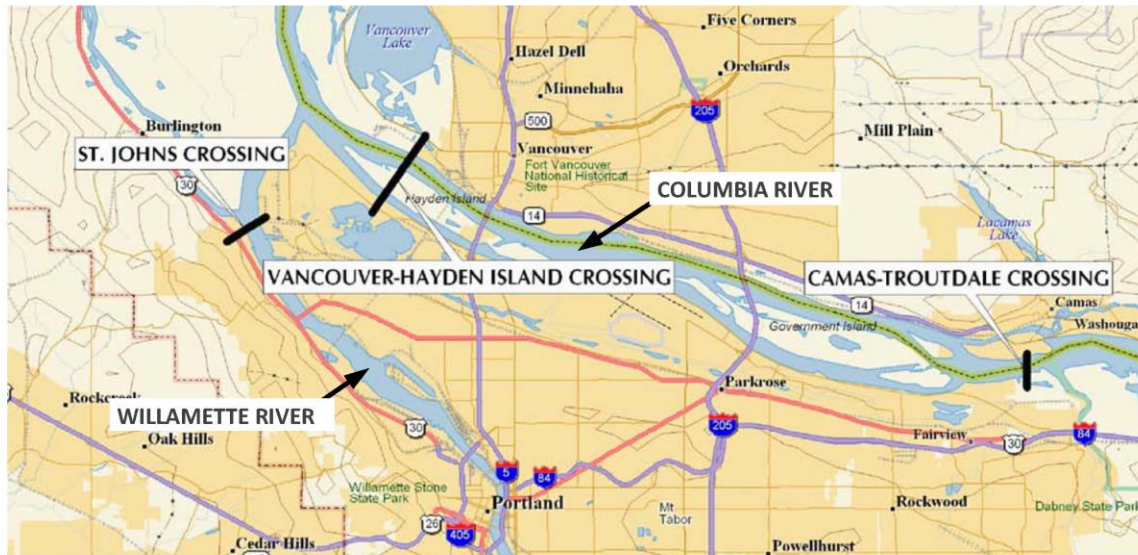 Vancouver
Lake
Five Corners
Hazel Dell
Orchards
Minnehaha
205
Burlington
500
Mill Plain
ST. JOHNS CROSSING
Vancouver
Fort Vancouver
National Historical
Site
30
Hayden Island
COLUMBIA RIVER
14
Lacamas
Lake
VANCOUVER-HAYDEN ISLAND CROSSING
CAMAS-TROUTDALE CROSSING
14
Camas
Government Island
Washouga
Parkrose
Rockcreek
WILLAMETTE RIVER
30
205
84
Oak Hills
Fairview
30
5
84
Willamette Stone
State Park
Portland
Mt
Tabor
Rockwood
Dabney State Park
26
405
Cedar Hills
Powellhurst